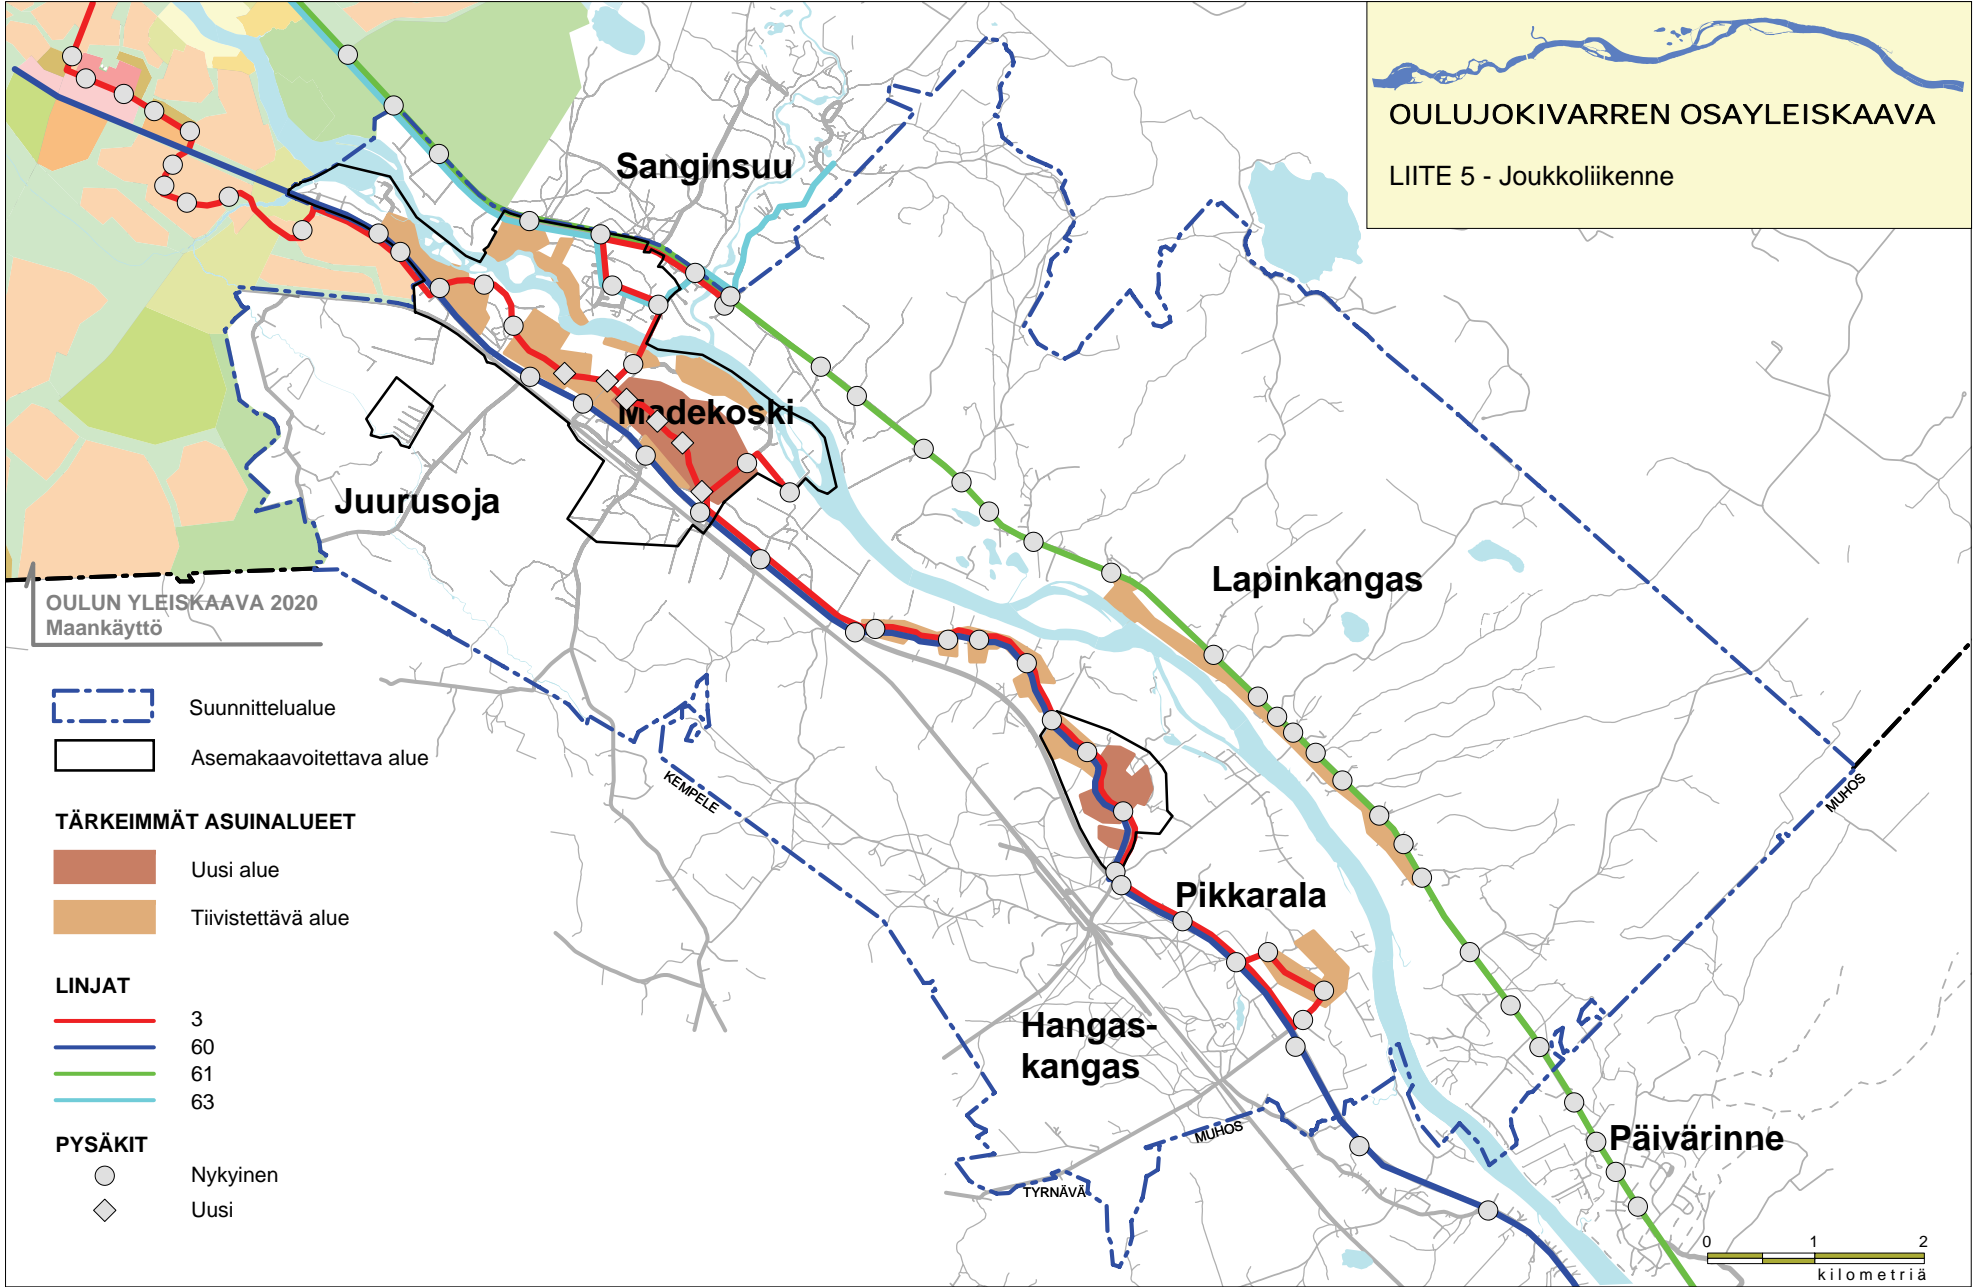 OULUJOKIVARREN OSAYLEISKAAVA
LIITE 5 - Joukkoliikenne
Sanginsuu
Madekoski
Juurusoja
Lapinkangas
OULUN YLEISKAAVA 2020
Maankäyttö
Suunnittelualue
Asemakaavoitettava alue
KEMPELE
MUHOS
TÄRKEIMMÄT ASUINALUEET
Uusi alue
Tiivistettävä alue
Pikkarala
LINJAT
3
60
61
63
Hangas-
kangas
MUHOS
Päivärinne
PYSÄKIT
Nykyinen
Uusi
TYRNÄVÄ
0 1 2
kilometriä